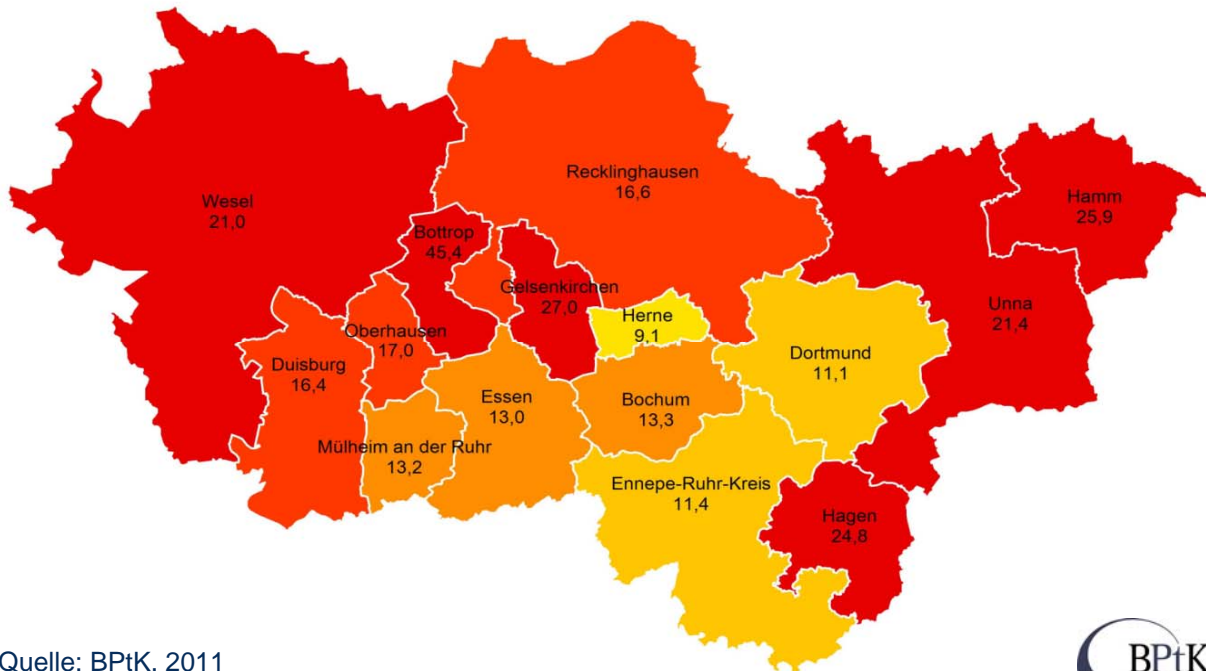 Recklinghausen
16,6
Wesel
21,0
Hamm
25,9
Bottrop
45,4
Gelsenkirchen
27,0
Unna
21,4
Herne
9,1
Oberhausen
17,0
Dortmund
11,1
Duisburg
16,4
Essen
13,0
Bochum
13,3
Mülheim an der Ruhr
13,2
Ennepe-Ruhr-Kreis
11,4
Hagen
24,8
Quelle: BPtK, 2011
BPtK